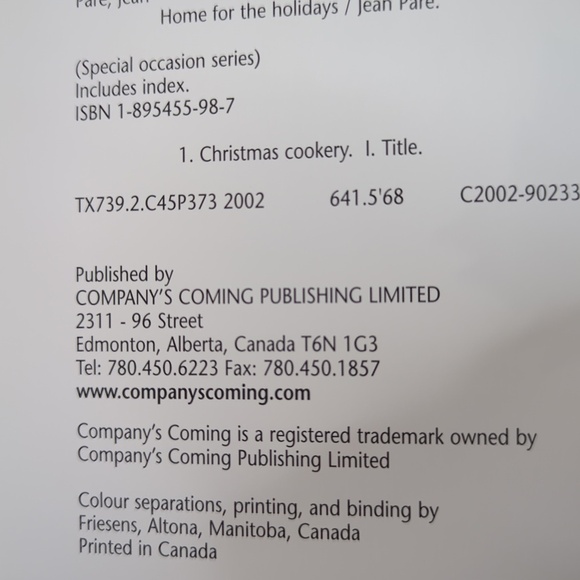 Paré, Jean
Home for the holidays / Jean Paré.
(Special occasion series)
Includes index.
ISBN 1-895455-98-7
1. Christmas cookery. I. Title.
TX739.2.C45P373 2002 641.5'68 C2002-90233
Published by
COMPANY'S COMING PUBLISHING LIMITED
2311 - 96 Street
Edmonton, Alberta, Canada T6N 1G3
Tel: 780.450.6223 Fax: 780.450.1857
www.companyscoming.com
Company's Coming is a registered trademark owned by
Company's Coming Publishing Limited
Colour separations, printing, and binding by
Friesens, Altona, Manitoba, Canada
Printed in Canada